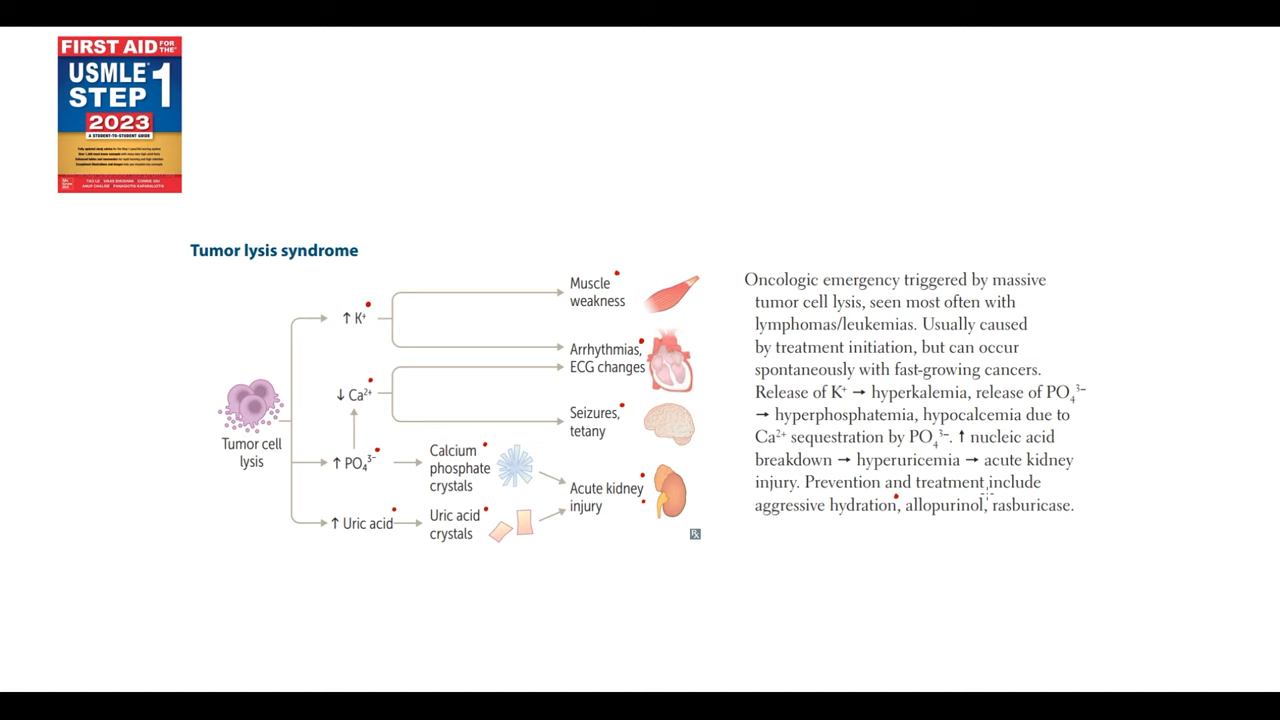 FIRST AID FOR THE
USMLE
STEP 1
2023
A STUDENT-TO-STUDENT GUIDE
Tumor lysis syndrome
Muscle
weakness
↑ K+
Arrhythmias,
ECG changes
↓ Ca2+
Seizures,
tetany
Tumor cell
lysis
↑ PO43–
Calcium
phosphate
crystals
Acute kidney
injury
↑ Uric acid
Uric acid
crystals
Rx
Oncologic emergency triggered by massive
tumor cell lysis, seen most often with
lymphomas/leukemias. Usually caused
by treatment initiation, but can occur
spontaneously with fast-growing cancers.
Release of K+ → hyperkalemia, release of PO43–
→ hyperphosphatemia, hypocalcemia due to
Ca2+ sequestration by PO43–. ↑ nucleic acid
breakdown → hyperuricemia → acute kidney
injury. Prevention and treatment include
aggressive hydration, allopurinol, rasburicase.